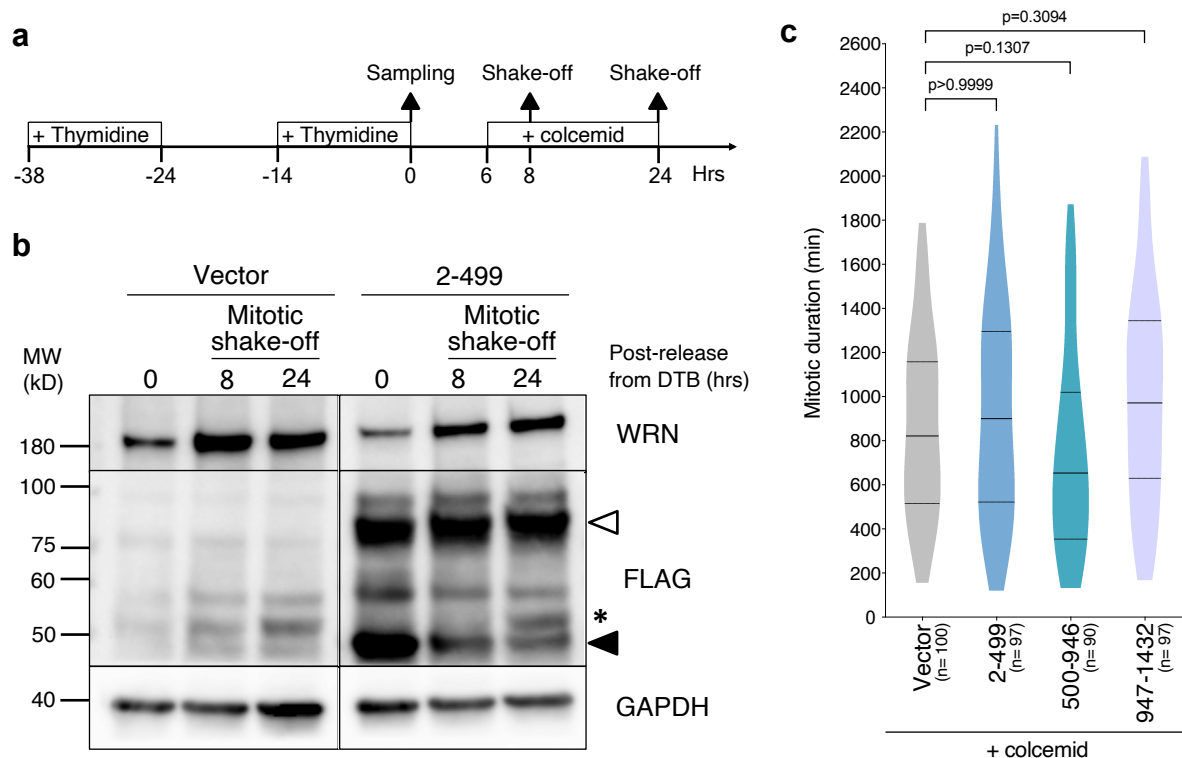 a
Sampling
Shake-off
Shake-off
+ Thymidine
+ Thymidine
+ colcemid
-38
-24
-14
0
6
8
24
Hrs
b
Vector
2-499
Mitotic
shake-off
Mitotic
shake-off
MW
(kD)
0
8
24
0
8
24
Post-release
from DTB (hrs)
180
WRN
100
75
60
FLAG
*
50
40
GAPDH
c
p=0.3094
p=0.1307
p>0.9999
Mitotic duration (min)
2600
2400
2200
2000
1800
1600
1400
1200
1000
800
600
400
200
0
Vector
(n= 100)
2-499
(n= 97)
500-946
(n= 90)
947-1432
(n= 97)
+ colcemid